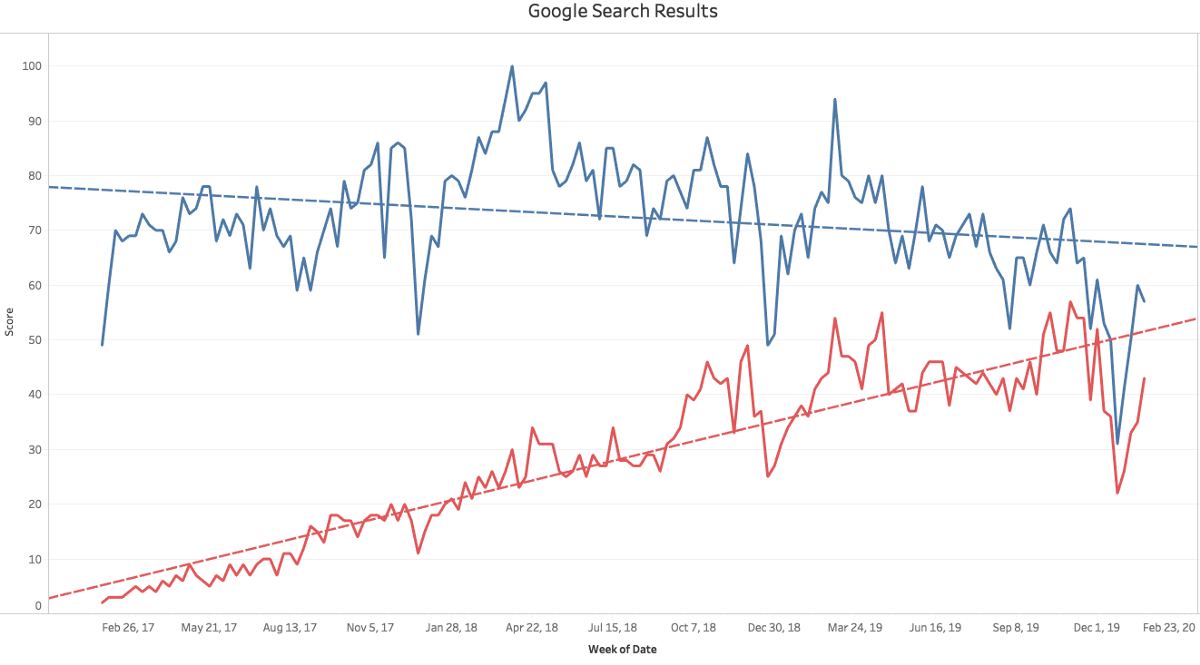 Google Search Results
100
90
80
70
60
50
40
30
20
10
0
Score
Feb 26, 17 May 21, 17 Aug 13, 17 Nov 5, 17 Jan 28, 18 Apr 22, 18 Jul 15, 18 Oct 7, 18 Dec 30, 18 Mar 24, 19 Jun 16, 19 Sep 8, 19 Dec 1, 19 Feb 23, 20
Week of Date